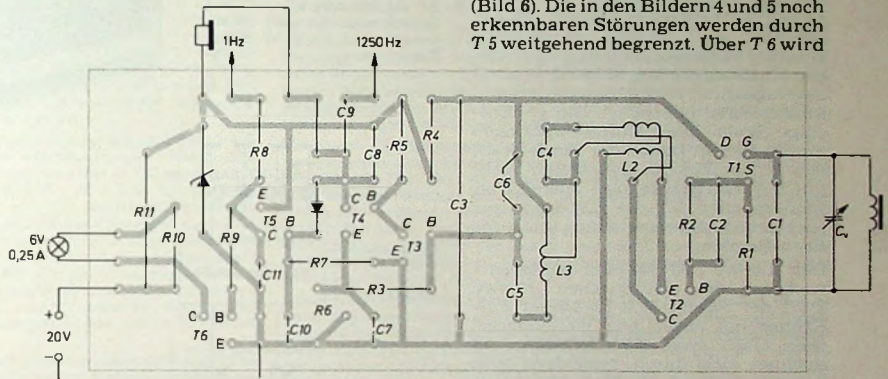 (Bild 6). Die in den Bildern 4 und 5 noch
erkennbaren Störungen werden durch
T 5 weitgehend begrenzt. Über T 6 wird
1Hz
1250 Hz
C9
R8
C8
R5
R4
C4
L2
D
G
T1
S
C6
C3
R11
R10
R9
E
T5
C
B
C
T4
E
B
C
T3
B
E
R2
C2
R1
C1
Cv
6V
0,25A
C11
R7
R3
L3
C5
E
B
T2
C
+
20V
−
C
B
T6
E
C10
R6
C7